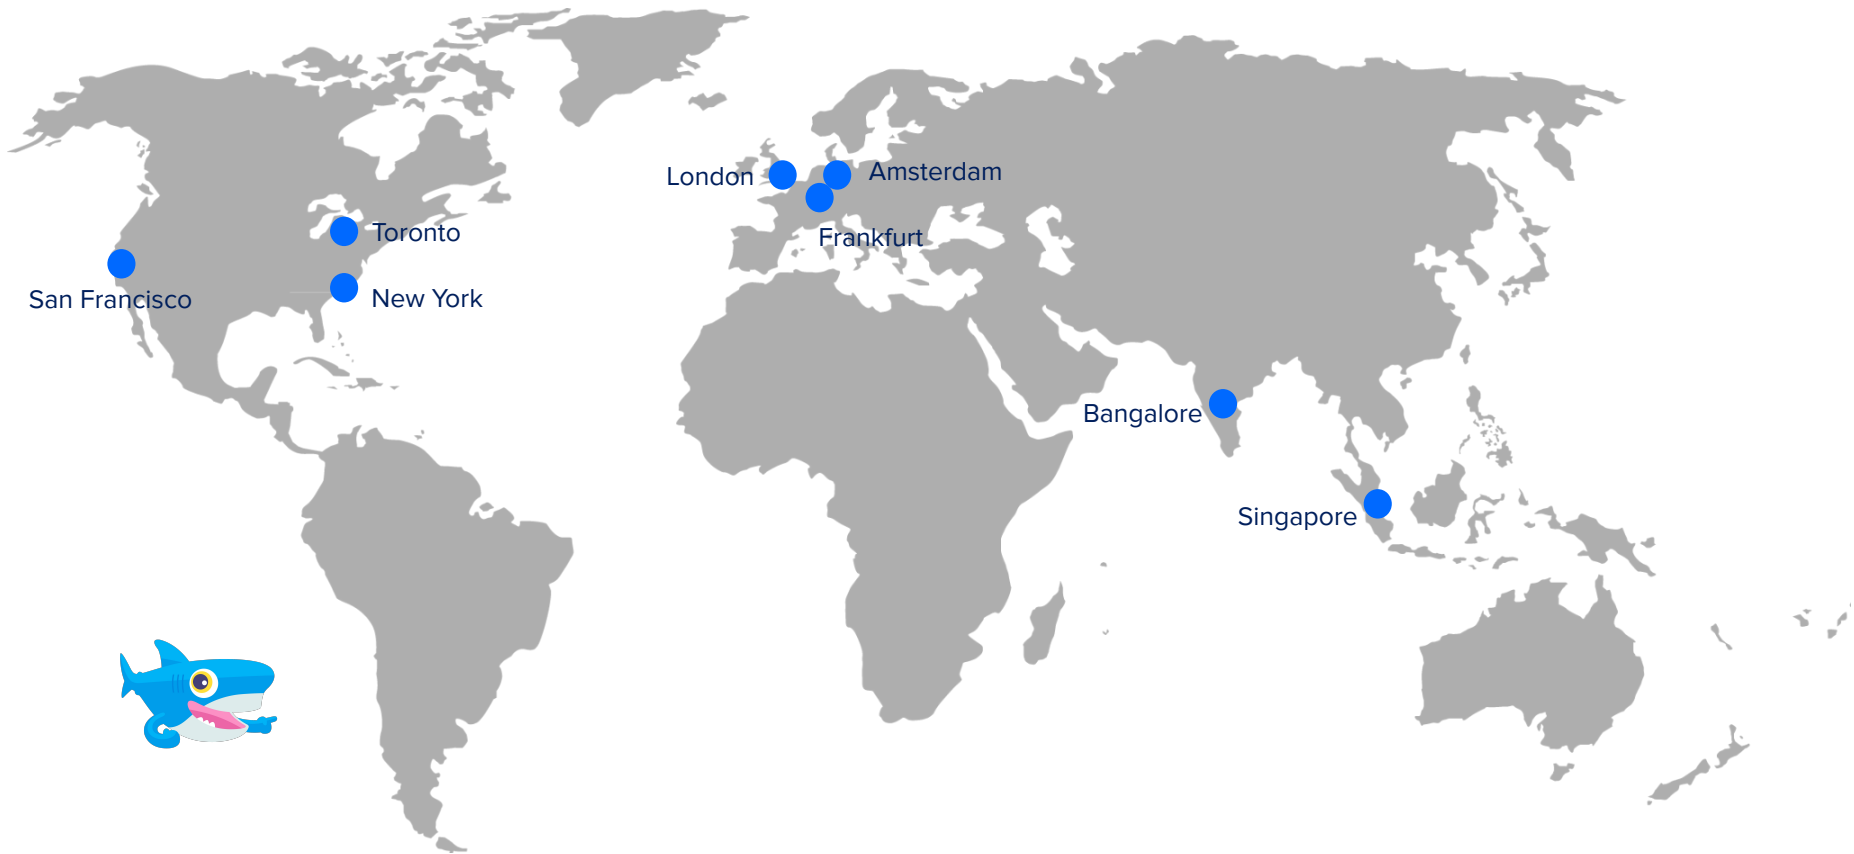 London
Amsterdam
Toronto
Frankfurt
San Francisco
New York
Bangalore
Singapore